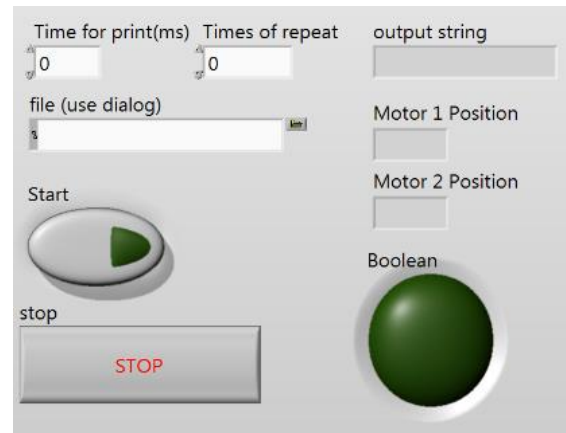 Time for print(ms) Times of repeat output string
0 0
file (use dialog)
Motor 1 Position
Motor 2 Position
Start
Boolean
stop
STOP